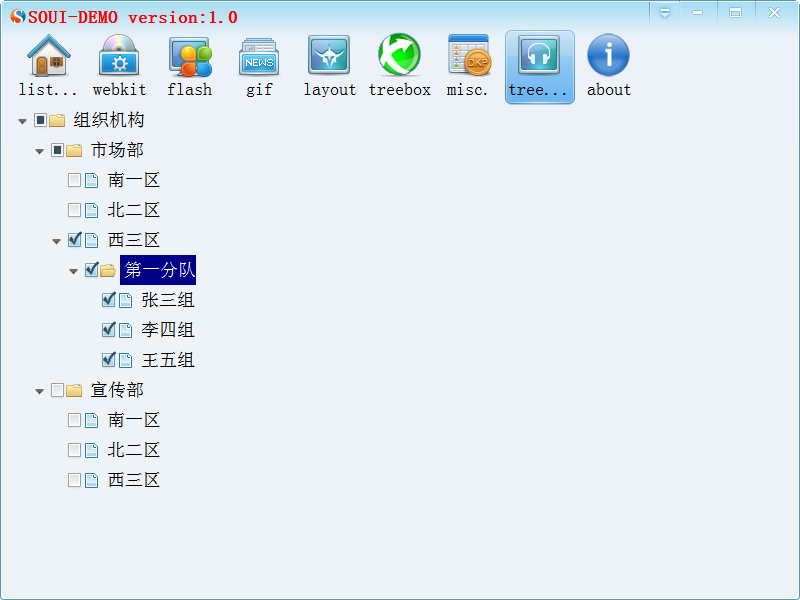 SOUI-DEMO version:1.0
NEWS DKP
list... webkit flash gif layout treebox misc. tree... about
组织机构
市场部
南一区
北二区
西三区
第一分队
张三组
李四组
王五组
宣传部
南一区
北二区
西三区